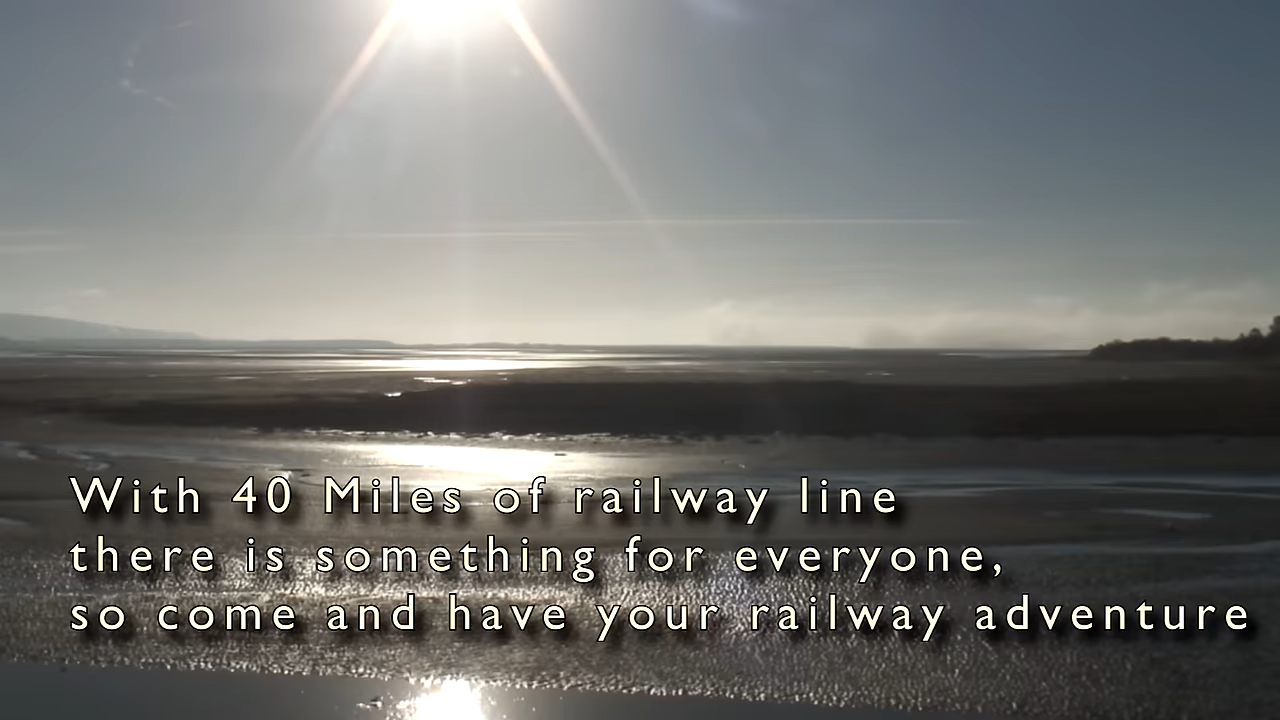 With 40 Miles of railway line
there is something for everyone,
so come and have your railway adventure